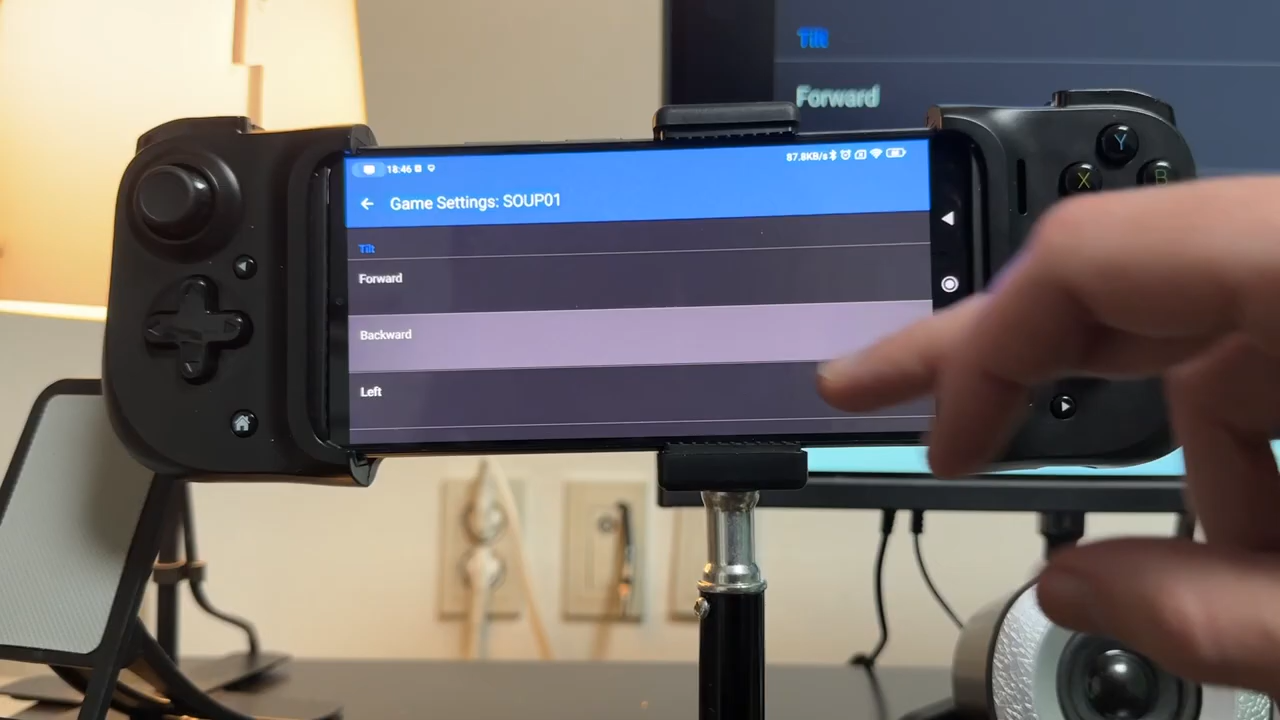 Tilt
Forward
18:46
87.8KB/s
Game Settings: SOUP01
Tilt
Forward
Backward
Left
Y
X
B